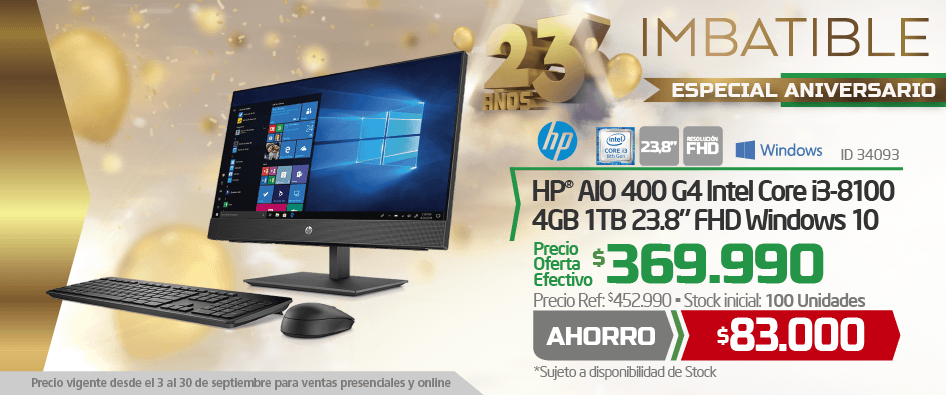 23
AÑOS
IMBATIBLE
ESPECIAL ANIVERSARIO
hp
intel
CORE i3
8th Gen
23,8”
RESOLUCIÓN
FHD
Windows
ID 34093
HP® AIO 400 G4 Intel Core i3-8100
4GB 1TB 23.8” FHD Windows 10
Precio
Oferta
Efectivo
$369.990
Precio Ref: $452.990 • Stock inicial: 100 Unidades
AHORRO
$83.000
*Sujeto a disponibilidad de Stock
Precio vigente desde el 3 al 30 de septiembre para ventas presenciales y online